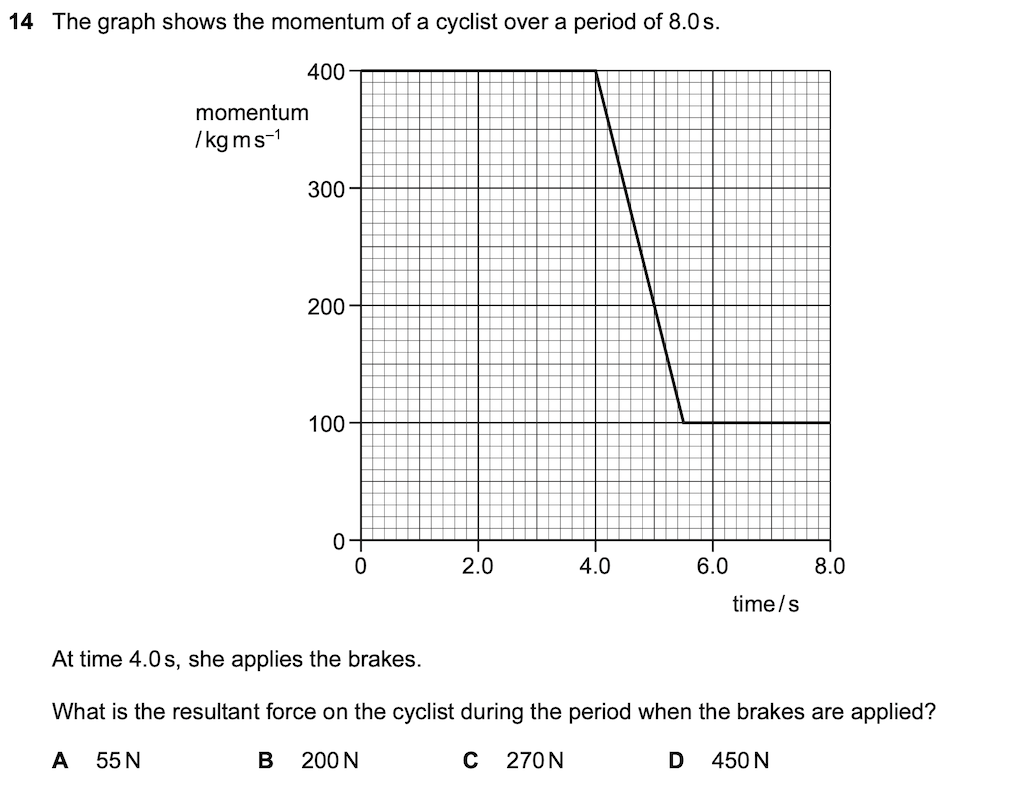 14 The graph shows the momentum of a cyclist over a period of 8.0 s.
400
momentum
/ kg m s⁻¹
300
200
100
0
0 2.0 4.0 6.0 8.0
time / s
At time 4.0 s, she applies the brakes.
What is the resultant force on the cyclist during the period when the brakes are applied?
A 55 N B 200 N C 270 N D 450 N